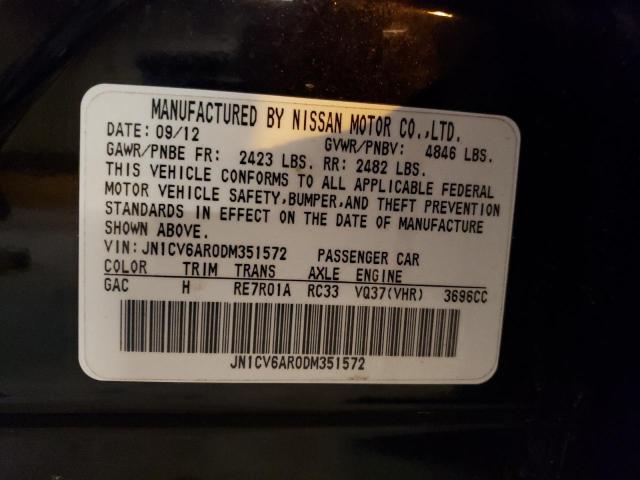 MANUFACTURED BY NISSAN MOTOR CO.,LTD.
DATE: 09/12 GVWR/PNBV: 4846 LBS.
GAWR/PNBE FR: 2423 LBS. RR: 2482 LBS.
THIS VEHICLE CONFORMS TO ALL APPLICABLE FEDERAL
MOTOR VEHICLE SAFETY,BUMPER,AND THEFT PREVENTION
STANDARDS IN EFFECT ON THE DATE OF MANUFACTURE
SHOWN ABOVE.
VIN: JN1CV6AR0DM351572 PASSENGER CAR
COLOR TRIM TRANS AXLE ENGINE
GAC H RE7R01A RC33 VQ37(VHR) 3696CC
JN1CV6AR0DM351572